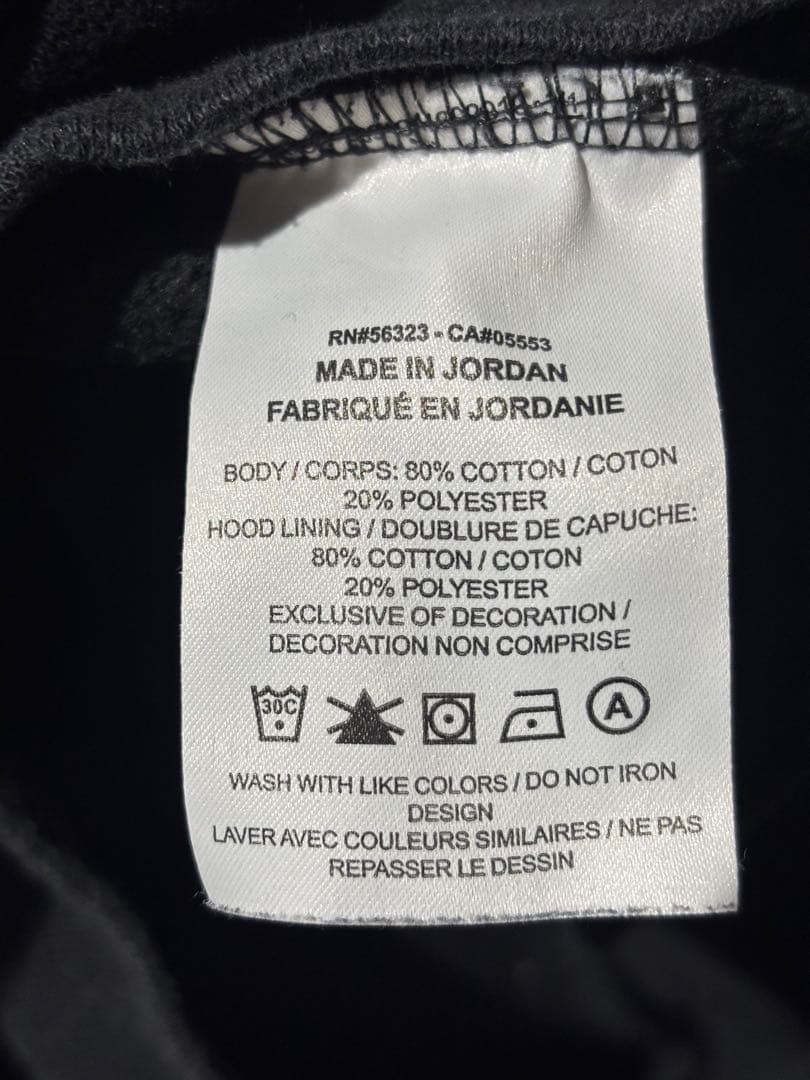 RN#56323 - CA#05553
MADE IN JORDAN
FABRIQUÉ EN JORDANIE
BODY / CORPS: 80% COTTON / COTON
20% POLYESTER
HOOD LINING / DOUBLURE DE CAPUCHE:
80% COTTON / COTON
20% POLYESTER
EXCLUSIVE OF DECORATION /
DECORATION NON COMPRISE
30C A
WASH WITH LIKE COLORS / DO NOT IRON
DESIGN
LAVER AVEC COULEURS SIMILAIRES / NE PAS
REPASSER LE DESSIN